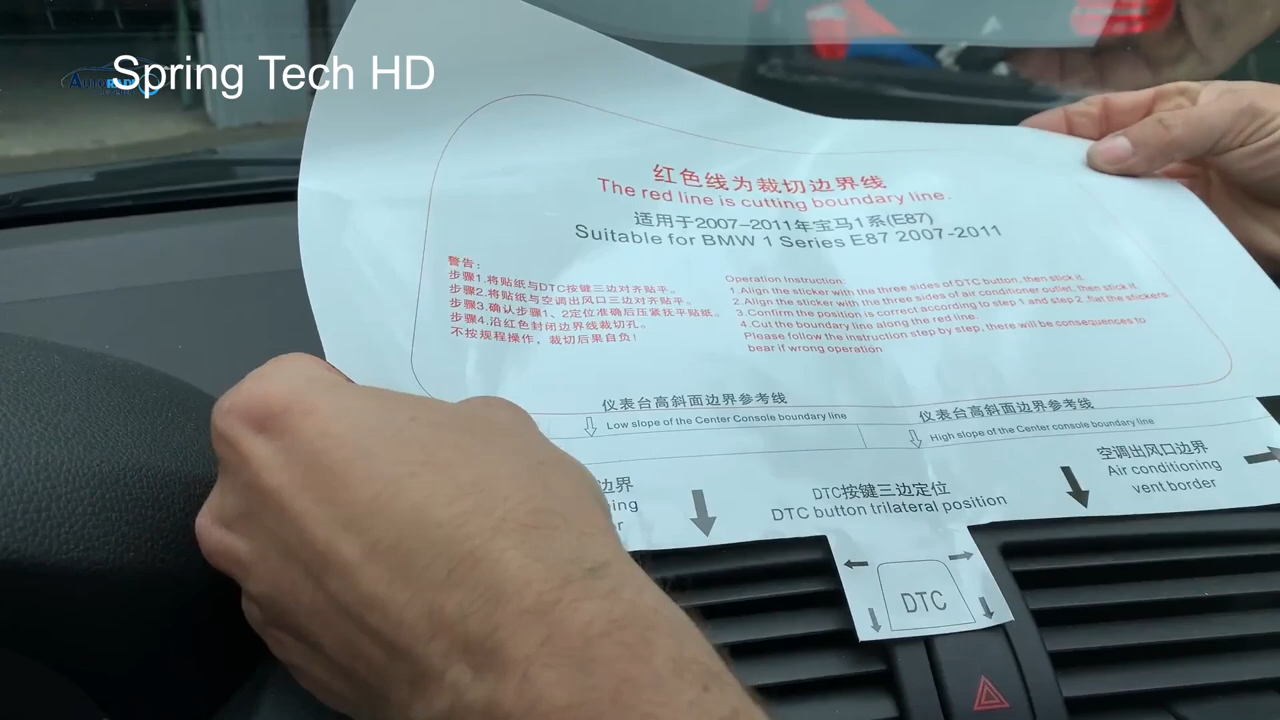 Spring Tech HD
红色线为裁切边界线
The red line is cutting boundary line.
适用于2007-2011年宝马1系(E87)
Suitable for BMW 1 Series E87 2007-2011
警告:
步骤1.将贴纸与DTC按键三边对齐贴平。
步骤2.将贴纸与空调出风口三边对齐贴平。
步骤3.确认步骤1、2定位准确后压紧抚平贴纸。
步骤4.沿红色封闭边界线裁切孔。
不按规程操作，裁切后果自负!
Operation Instruction:
1.Align the sticker with the three sides of DTC button, then stick it.
2.Align the sticker with the three sides of air conditioner outlet, then stick it.
3.Confirm the position is correct according to step 1 and step 2, flat the stickers.
4.Cut the boundary line along the red line.
Please follow the instruction step by step, there will be consequences to
bear if wrong operation
仪表台高斜面边界参考线
Low slope of the Center Console boundary line
仪表台高斜面边界参考线
High slope of the Center console boundary line
边界
ing
r
DTC按键三边定位
DTC button trilateral position
空调出风口边界
Air conditioning
vent border
DTC